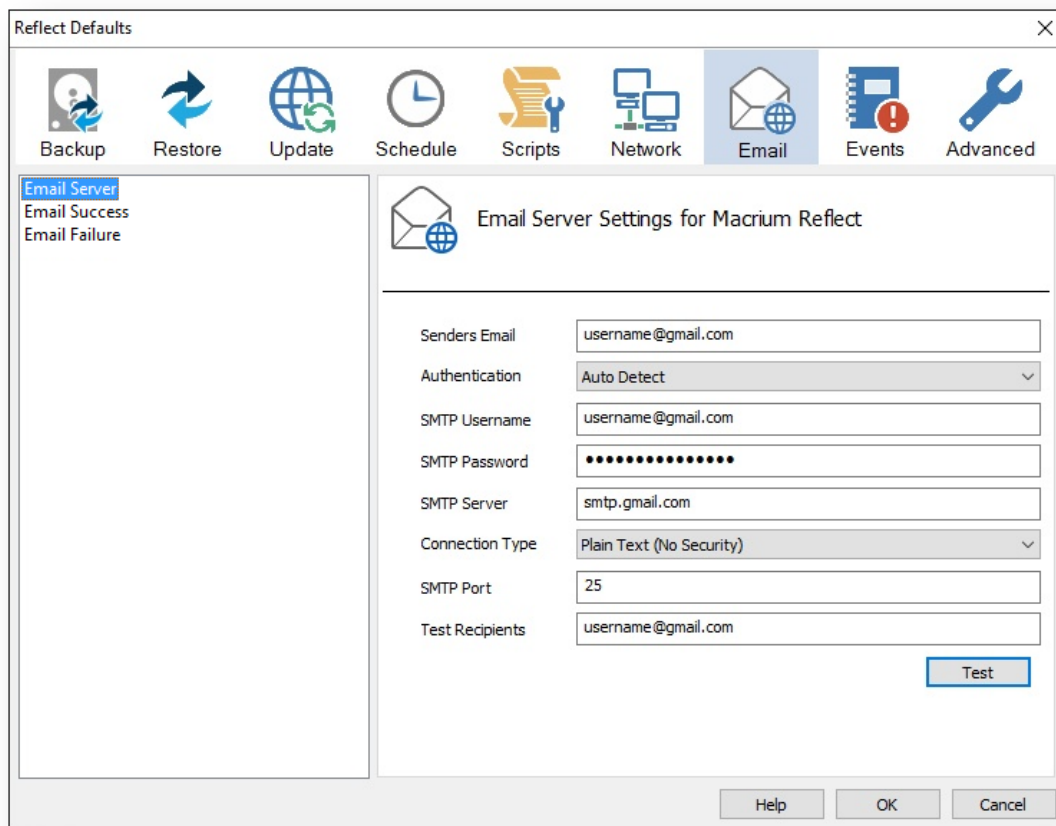 Reflect Defaults
Backup Restore Update Schedule Scripts Network Email Events Advanced
Email Server
Email Success
Email Failure
Email Server Settings for Macrium Reflect
Senders Email username@gmail.com
Authentication Auto Detect
SMTP Username username@gmail.com
SMTP Password •••••••••••••••
SMTP Server smtp.gmail.com
Connection Type Plain Text (No Security)
SMTP Port 25
Test Recipients username@gmail.com
Test
Help OK Cancel